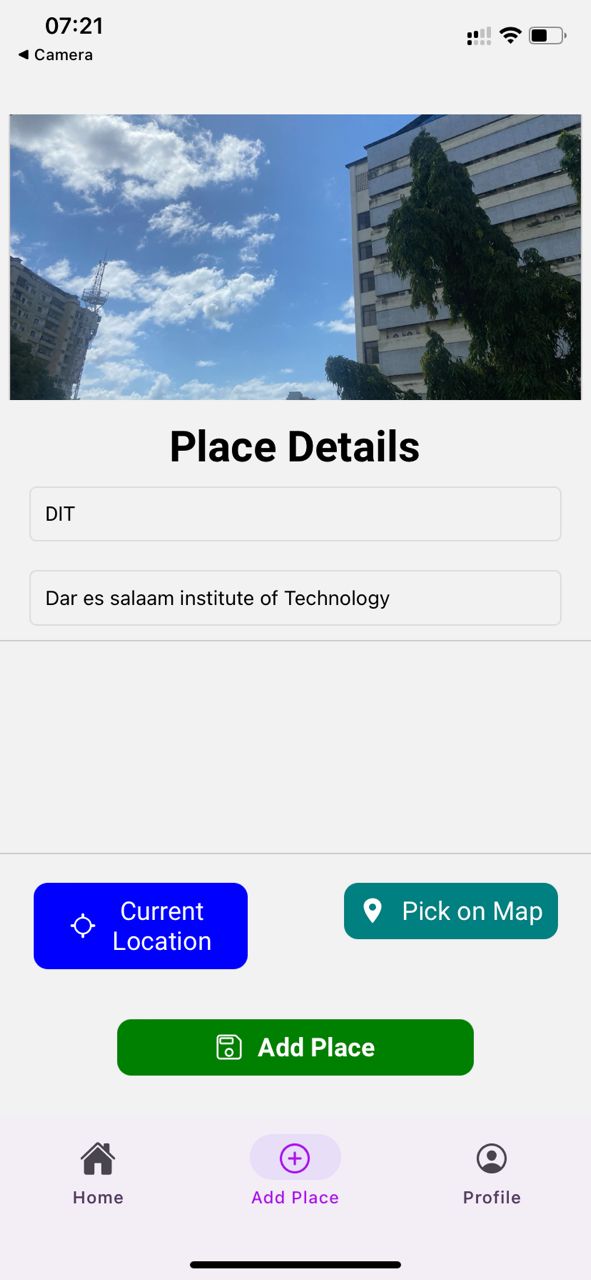 07:21
◀ Camera
Place Details
DIT
Dar es salaam institute of Technology
Current
Location
Pick on Map
Add Place
Home
Add Place
Profile